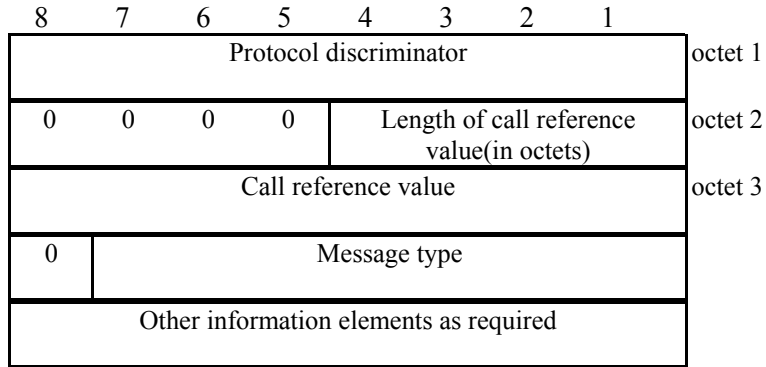 8 7 6 5 4 3 2 1
Protocol discriminator octet 1
0 0 0 0 Length of call reference octet 2
value(in octets)
Call reference value octet 3
0 Message type
Other information elements as required